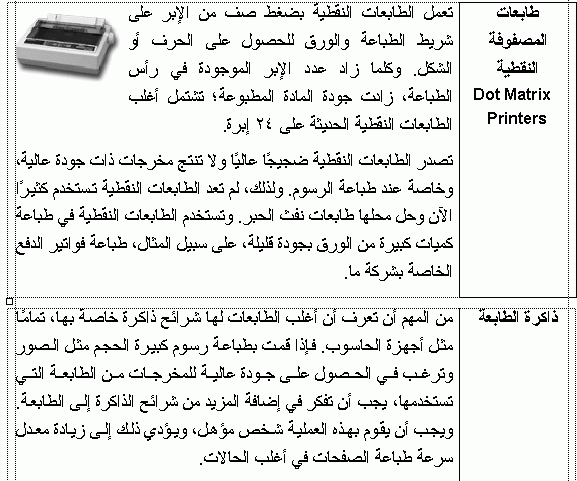 طابعات
المصفوفة
النقطية
Dot Matrix
Printers
تعمل الطابعات النقطية بضغط صف من الإبر على
شريط الطباعة والورق للحصول على الحرف أو
الشكل. وكلما زاد عدد الإبر الموجودة في رأس
الطباعة، زادت جودة المادة المطبوعة؛ تشتمل أغلب
الطابعات النقطية الحديثة على ٢٤ إبرة.
تصدر الطابعات النقطية ضجيجًا عاليًا ولا تنتج مخرجات ذات جودة عالية،
وخاصة عند طباعة الرسوم. ولذلك، لم تعد الطابعات النقطية تستخدم كثيرًا
الآن وحل محلها طابعات نفث الحبر. وتستخدم الطابعات النقطية في طباعة
كميات كبيرة من الورق بجودة قليلة، على سبيل المثال، طباعة فواتير الدفع
الخاصة بشركة ما.
ذاكرة الطابعة
من المهم أن تعرف أن أغلب الطابعات لها شرائح ذاكرة خاصة بها، تمامًا
مثل أجهزة الحاسوب. فإذا قمت بطباعة رسوم كبيرة الحجم مثل الصور
وترغب في الحصول على جودة عالية للمخرجات من الطابعة التي
تستخدمها، يجب أن تفكر في إضافة المزيد من شرائح الذاكرة إلى الطابعة.
ويجب أن يقوم بهذه العملية شخص مؤهل، ويؤدي ذلك إلى زيادة معدل
سرعة طباعة الصفحات في أغلب الحالات.